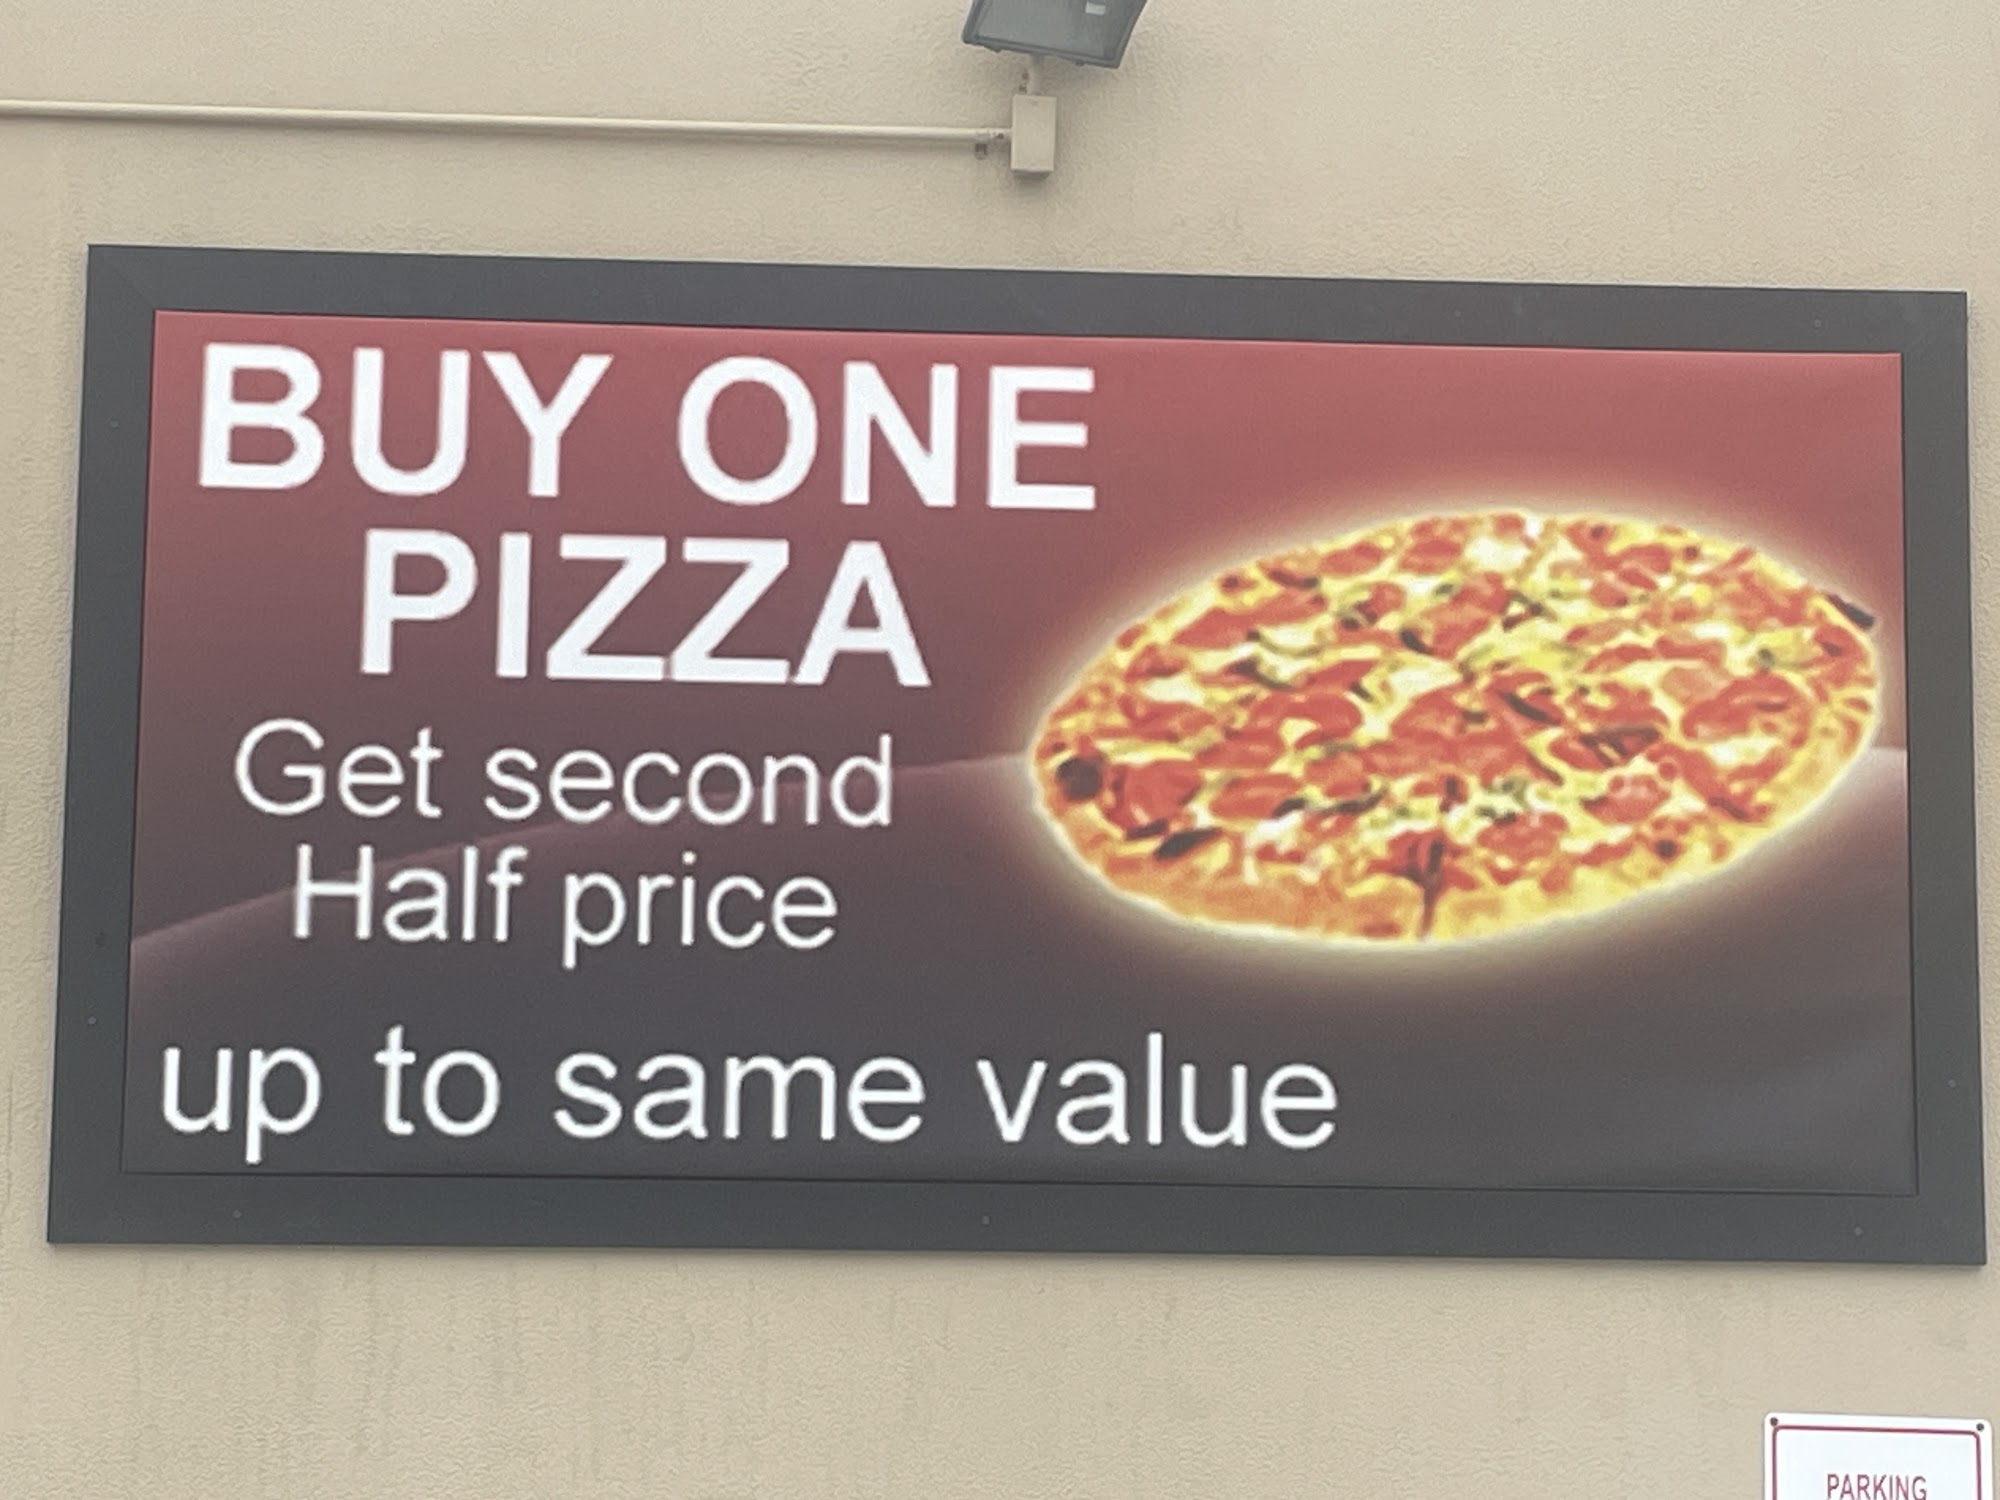 BUY ONE
PIZZA
Get second
Half price
up to same value
PARKING